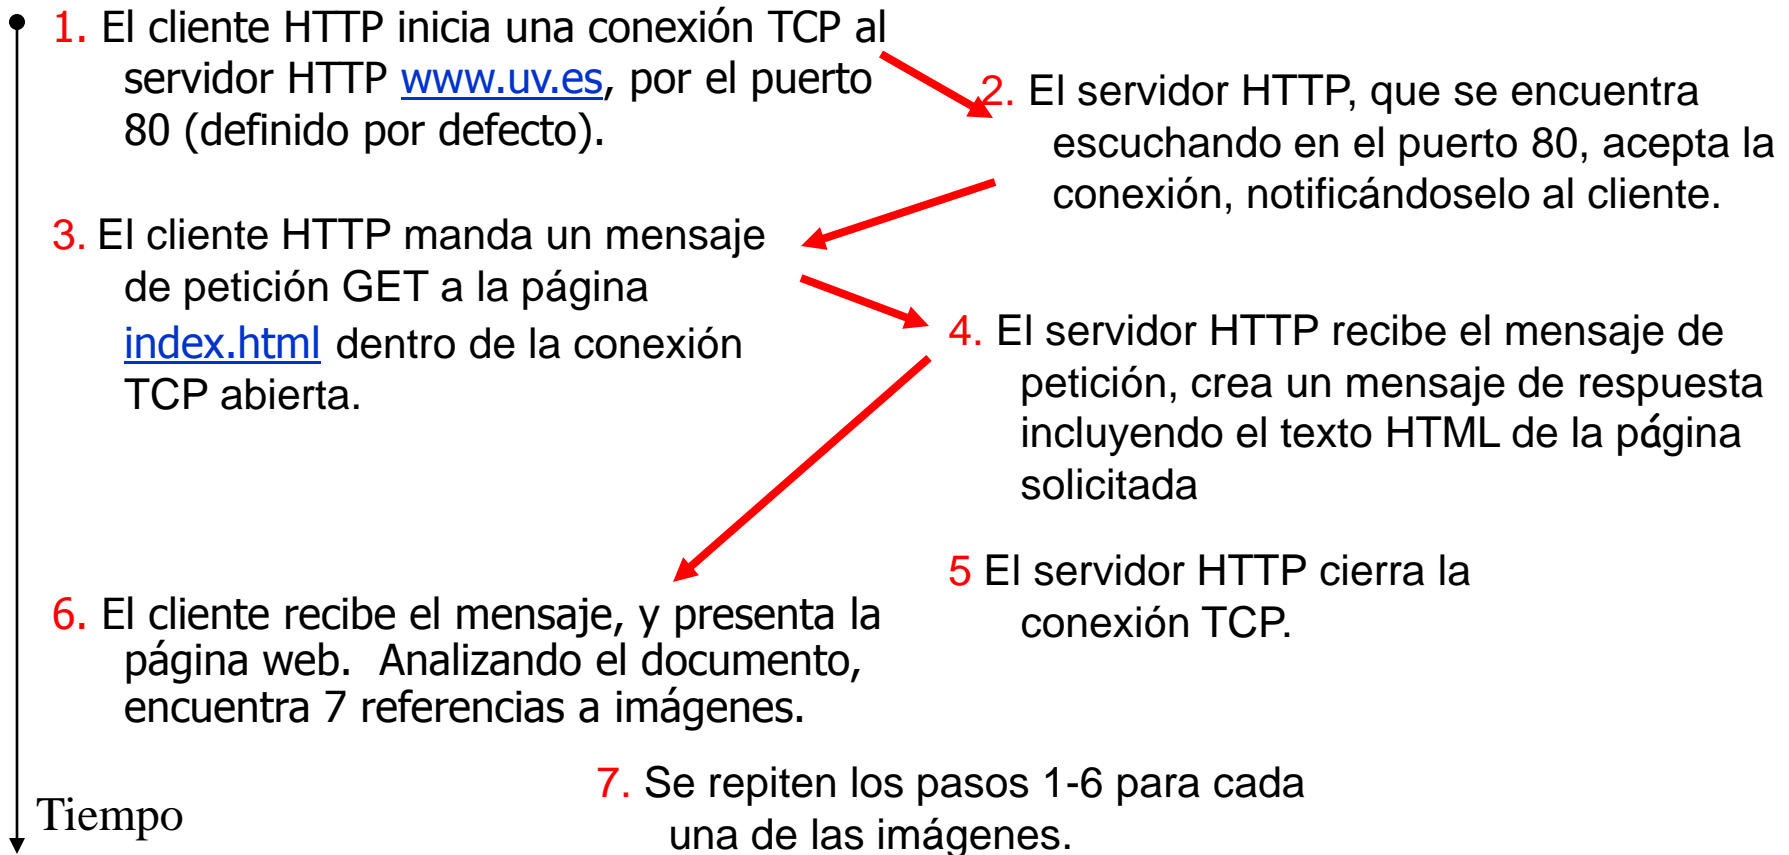 1. El cliente HTTP inicia una conexión TCP al
servidor HTTP www.uv.es, por el puerto
80 (definido por defecto).
2. El servidor HTTP, que se encuentra
escuchando en el puerto 80, acepta la
conexión, notificándoselo al cliente.
3. El cliente HTTP manda un mensaje
de petición GET a la página
index.html dentro de la conexión
TCP abierta.
4. El servidor HTTP recibe el mensaje de
petición, crea un mensaje de respuesta
incluyendo el texto HTML de la página
solicitada
5 El servidor HTTP cierra la
conexión TCP.
6. El cliente recibe el mensaje, y presenta la
página web. Analizando el documento,
encuentra 7 referencias a imágenes.
7. Se repiten los pasos 1-6 para cada
una de las imágenes.
Tiempo